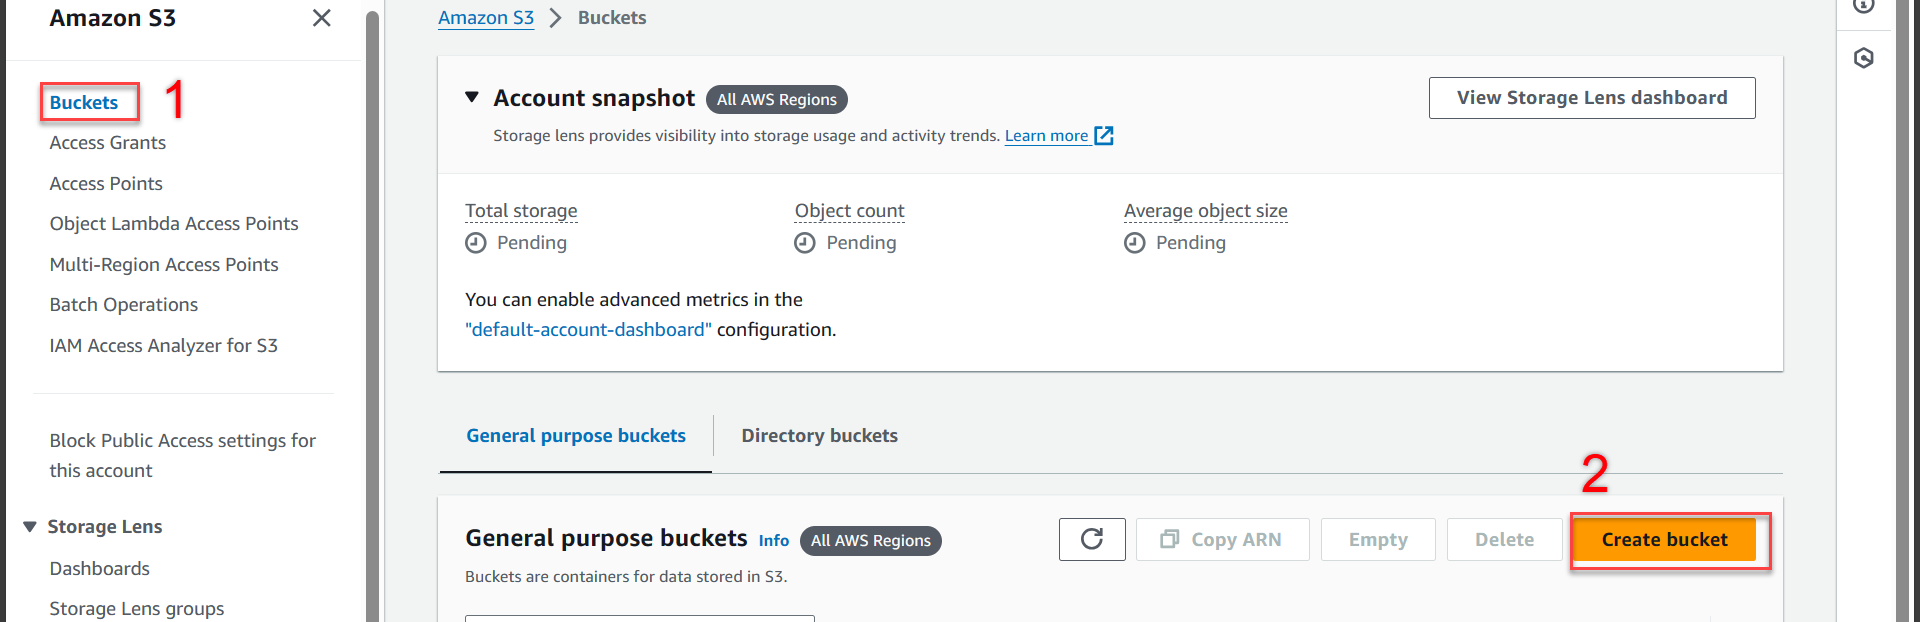 Amazon S3
Buckets
1
Access Grants
Access Points
Object Lambda Access Points
Multi-Region Access Points
Batch Operations
IAM Access Analyzer for S3
Block Public Access settings for
this account
Storage Lens
Dashboards
Storage Lens groups
Amazon S3 > Buckets
Account snapshot All AWS Regions
View Storage Lens dashboard
Storage lens provides visibility into storage usage and activity trends. Learn more
Total storage
Pending
Object count
Pending
Average object size
Pending
You can enable advanced metrics in the
"default-account-dashboard" configuration.
General purpose buckets
Directory buckets
2
General purpose buckets Info All AWS Regions
Copy ARN
Empty
Delete
Create bucket
Buckets are containers for data stored in S3.